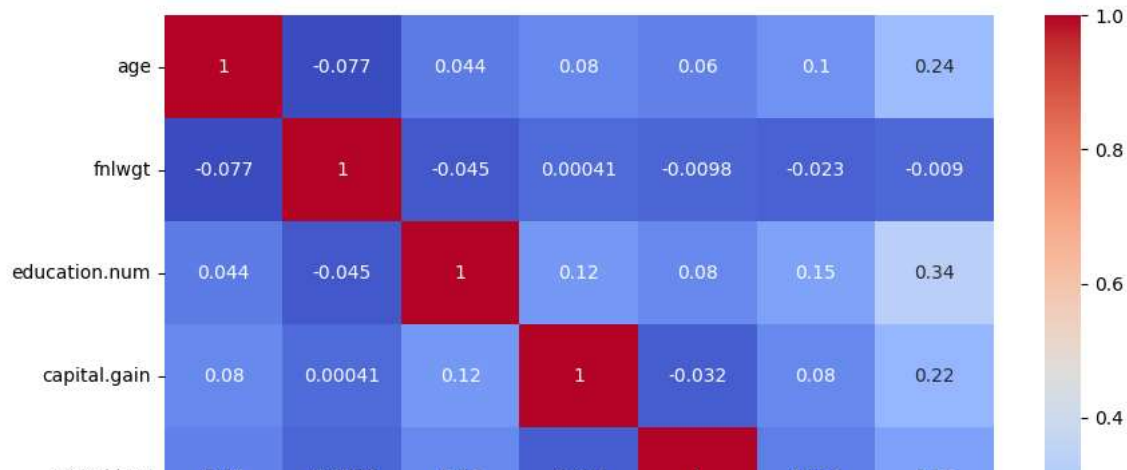 age 1 -0.077 0.044 0.08 0.06 0.1 0.24 1.0
fnlwgt -0.077 1 -0.045 0.00041 -0.0098 -0.023 -0.009 0.8
education.num 0.044 -0.045 1 0.12 0.08 0.15 0.34 0.6
capital.gain 0.08 0.00041 0.12 1 -0.032 0.08 0.22 0.4